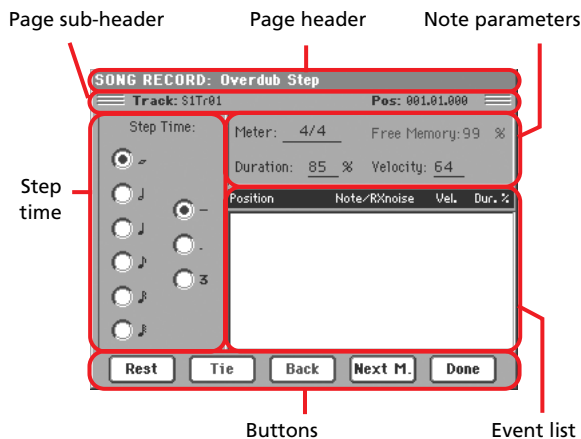 Page sub-header
Page header
Note parameters
SONG RECORD: Overdub Step
Track: S1Tr01
Pos: 001.01.000
Step Time:
Meter: 4/4
Free Memory: 99 %
Duration: 85 %
Velocity: 64
Step
time
Position Note/RXnoise Vel. Dur.%
-
.
3
Rest
Tie
Back
Next M.
Done
Buttons
Event list